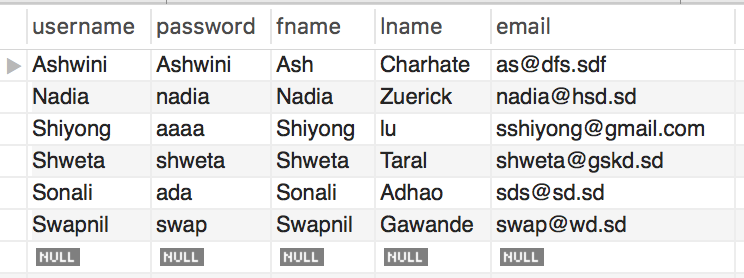 username password fname lname email
Ashwini Ashwini Ash Charhate as@dfs.sdf
Nadia nadia Nadia Zuerick nadia@hsd.sd
Shiyong aaaa Shiyong lu sshiyong@gmail.com
Shweta shweta Shweta Taral shweta@gskd.sd
Sonali ada Sonali Adhao sds@sd.sd
Swapnil swap Swapnil Gawande swap@wd.sd
NULL NULL NULL NULL NULL